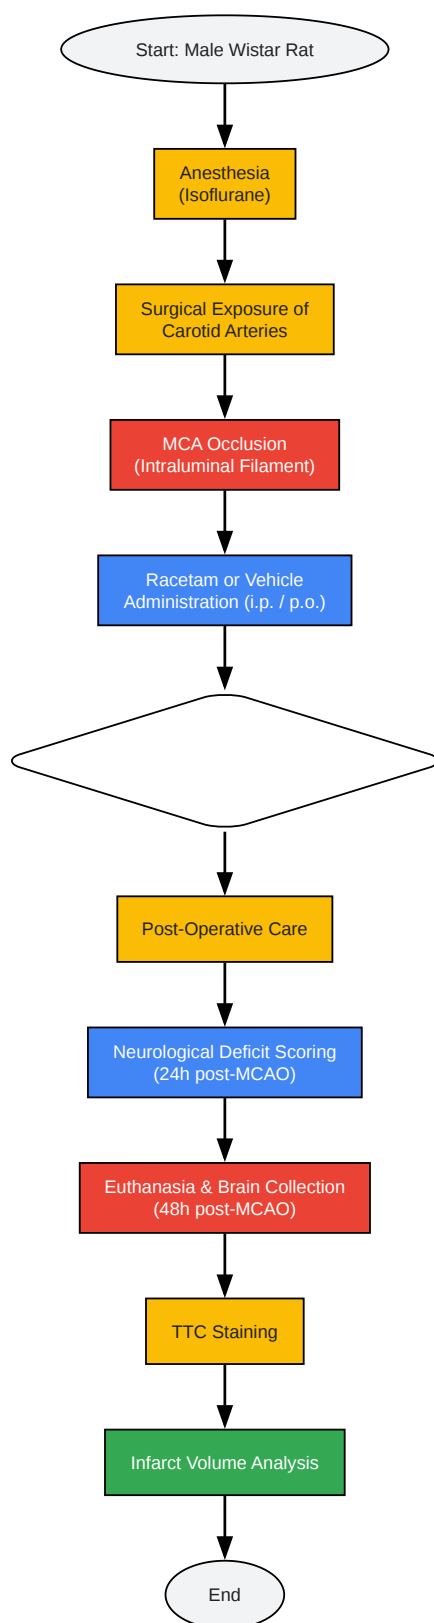 Start: Male Wistar Rat
Anesthesia
(Isoflurane)
Surgical Exposure of
Carotid Arteries
MCA Occlusion
(Intraluminal Filament)
Racetam or Vehicle
Administration (i.p. / p.o.)
Post-Operative Care
Neurological Deficit Scoring
(24h post-MCAO)
Euthanasia & Brain Collection
(48h post-MCAO)
TTC Staining
Infarct Volume Analysis
End